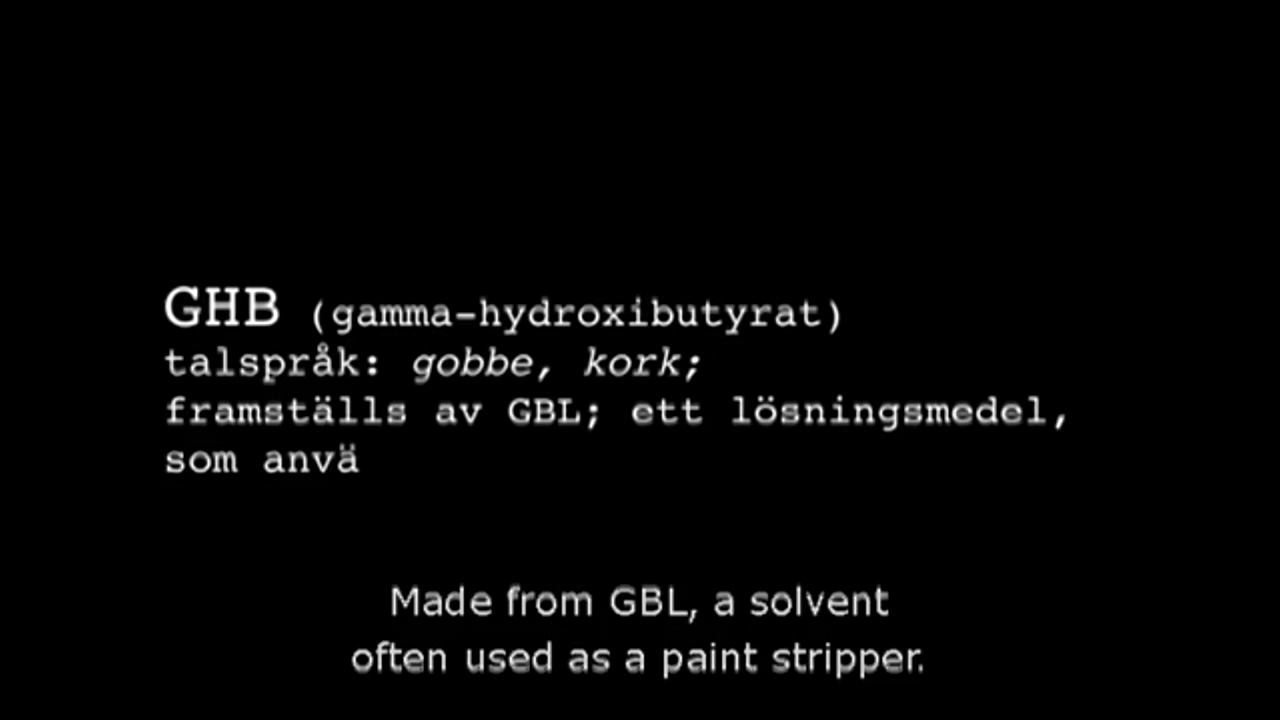 GHB (gamma-hydroxibutyrat)
talspråk: gobbe, kork;
framställs av GBL; ett lösningsmedel,
som anvä
Made from GBL, a solvent
often used as a paint stripper.